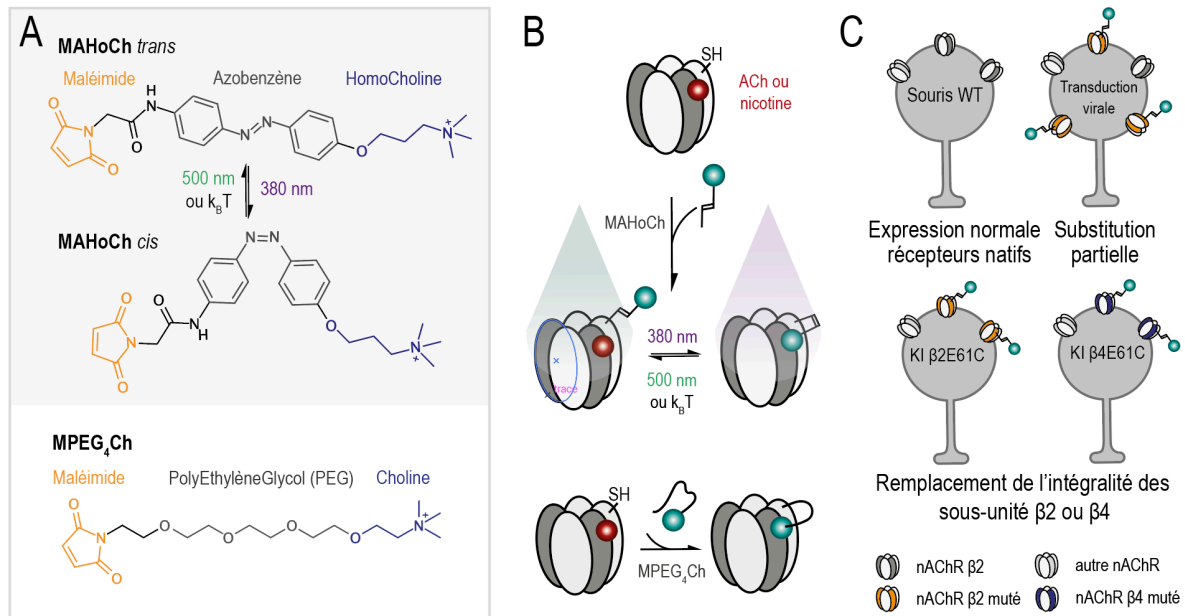 A
MAHoCh trans
Maléimide
Azobenzène
HomoCholine
O
N
O
H
N
O
N=N
O
N
+
500 nm
380 nm
ou kBT
MAHoCh cis
N=N
O
N
O
O
N
H
O
N
+
MPEG4Ch
Maléimide
PolyEthylèneGlycol (PEG)
Choline
O
N
O
O
O
O
O
N
+
B
SH
ACh ou
nicotine
MAHoCh
trace
380 nm
500 nm
ou kBT
SH
MPEG4Ch
C
Souris WT
Transduction
virale
Expression normale
récepteurs natifs
Substitution
partielle
KI β2E61C
KI β4E61C
Remplacement de l'intégralité des
sous-unité β2 ou β4
nAChR β2
autre nAChR
nAChR β2 muté
nAChR β4 muté